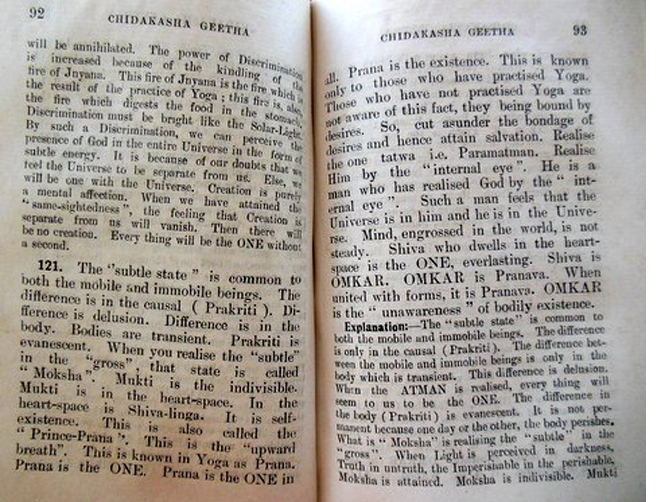 92
CHIDAKASHA GEETHA
will be annihilated. The power of Discrimination
is increased because of the kindling of the
fire of Jnyana. This fire of Jnyana is the fire which is
the result of the practice of Yoga; this fire is, also,
the fire which digests the food in the stomach.
Discrimination must be bright like the Solar-Light.
By such a Discrimination, we can perceive the
presence of God in the entire Universe in the form of
subtle energy. It is because of our doubts that we
feel the Universe to be separate from us. Else, we
will be one with the Universe. Creation is purely
a mental affection. When we have attained the
"same-sightedness", the feeling that Creation is
separate from us will vanish. Then there will
be no creation. Every thing will be the ONE without
a second.
121. The "subtle state" is common to
both the mobile and immobile beings. The
difference is in the causal (Prakriti). Di-
fference is delusion. Difference is in the
body. Bodies are transient. Prakriti is
evanescent. When you realise the "subtle"
in the "gross", that state is called
"Moksha". Mukti is the indivisible.
Mukti is in the heart-space. In the
heart-space is Shiva-linga. It is self-
existence. This is also called the
"Prince-Prana". This is the "upward
breath". This is known in Yoga as Prana.
Prana is the ONE. Prana is the ONE in
CHIDAKASHA GEETHA
93
all. Prana is the existence. This is known
only to those who have practised Yoga.
Those who have not practised Yoga are
not aware of this fact, they being bound by
desires. So, cut asunder the bondage of
desires and hence attain salvation. Realise
the one tatwa i.e. Paramatman. Realise
Him by the "internal eye". He is a
man who has realised God by the "int-
ernal eye". Such a man feels that the
Universe is in him and he is in the Unive-
rse. Mind, engrossed in the world, is not
steady. Shiva who dwells in the heart-
space is the ONE, everlasting. Shiva is
OMKAR. OMKAR is Pranava. When
united with forms, it is Pranava. OMKAR
is the "unawareness" of bodily existence.
Explanation:—The "subtle state" is common to
both the mobile and immobile beings. The difference
is only in the causal (Prakriti). The difference bet-
ween the mobile and immobile beings is only in the
body which is transient. This difference is delusion.
When the ATMAN is realised, every thing will
seem to us to be the ONE. The difference in
the body (Prakriti) is evanescent. It is not per-
manent because one day or the other, the body perishes.
What is "Moksha" is realising the "subtle" in the
"gross". When Light is perceived in darkness,
Truth in untruth, the Imperishable in the perishable,
Moksha is attained. Moksha is indivisible. Mukti